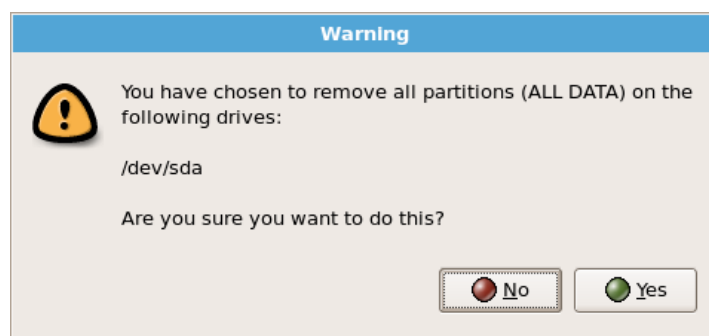 Warning
You have chosen to remove all partitions (ALL DATA) on the
following drives:
/dev/sda
Are you sure you want to do this?
No Yes